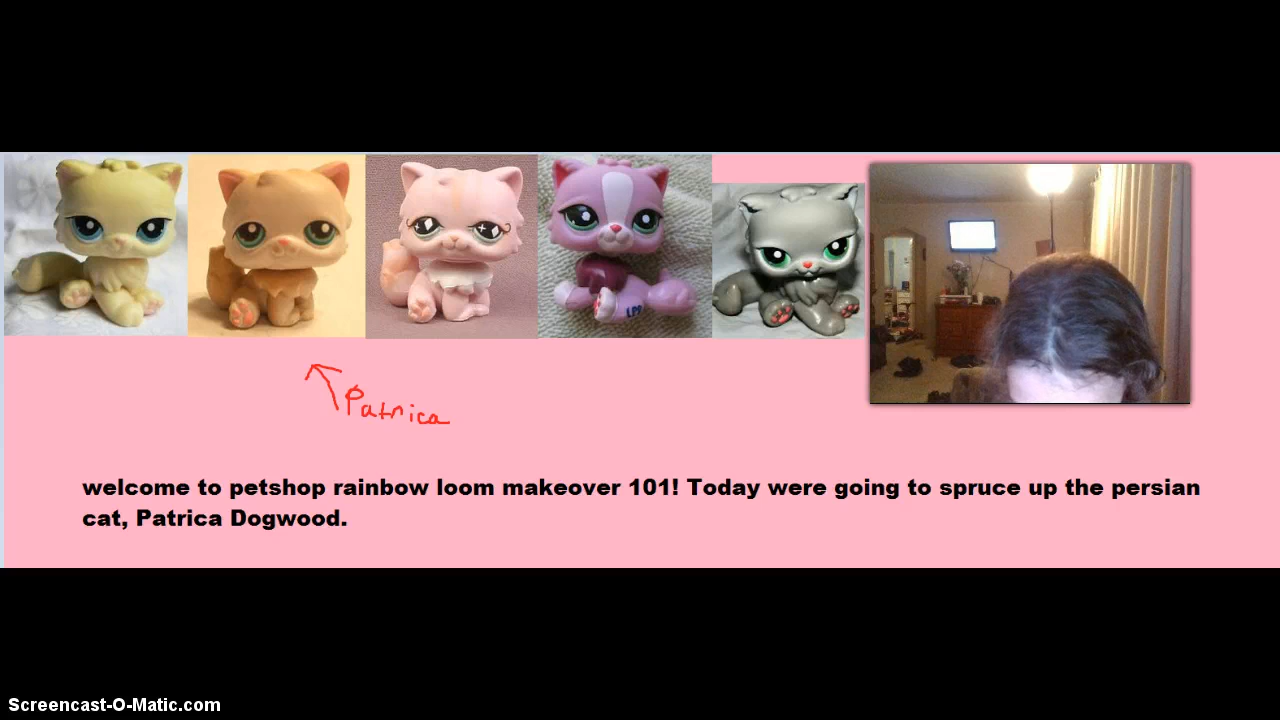 LPS
Patrica
welcome to petshop rainbow loom makeover 101! Today were going to spruce up the persian
cat, Patrica Dogwood.
Screencast-O-Matic.com